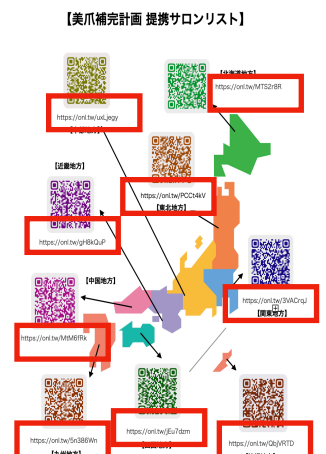 【美爪補完計画 提携サロンリスト】
【北海道地方】
https://onl.tw/MTS2r8R
https://onl.tw/uxLjegy
【近畿地方】
https://onl.tw/PCCt4kV
【東北地方】
https://onl.tw/gH8kQuP
【中国地方】
https://onl.tw/3VACrqJ
【関東地方】
https://onl.tw/MtM6fRk
https://onl.tw/5n386Wn
https://onl.tw/jEu7dzm
https://onl.tw/QbjVRTD
【九州地方】